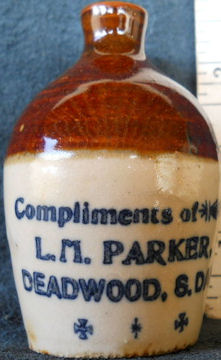 Compliments of
L.M. PARKER,
DEADWOOD, S.D.